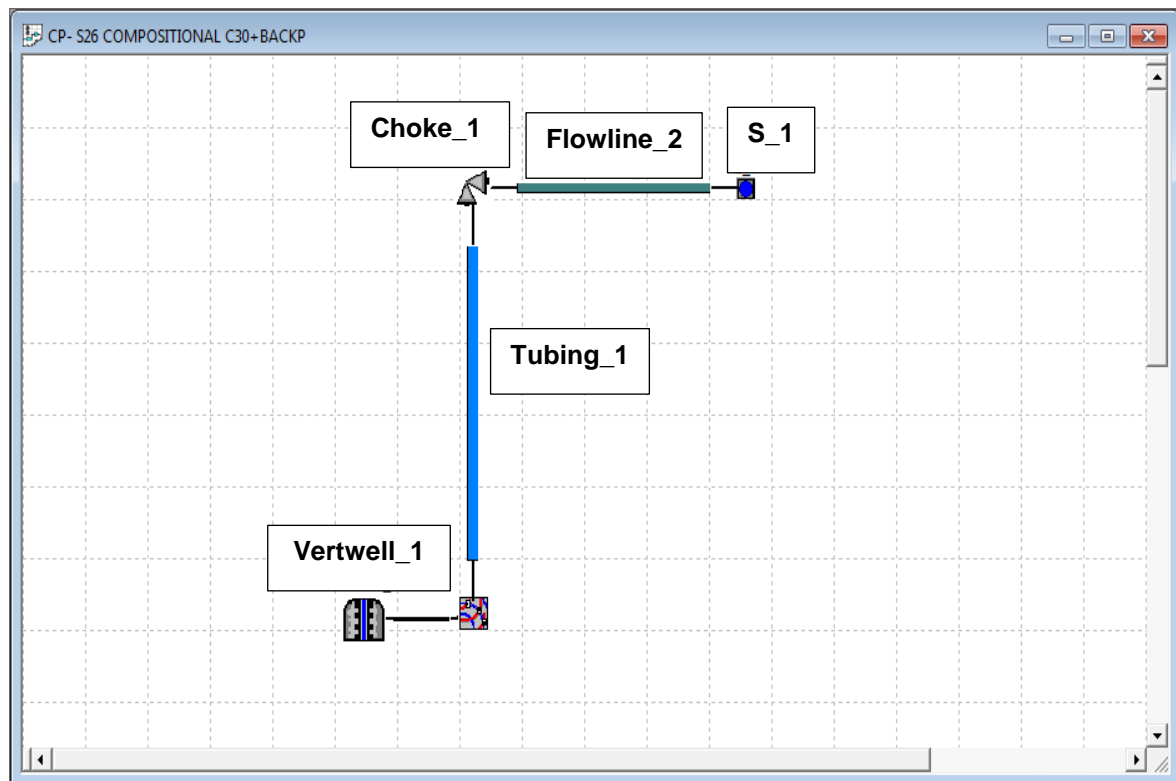 CP- S26 COMPOSITIONAL C30+BACKP
Choke_1
Flowline_2
S_1
Tubing_1
Vertwell_1